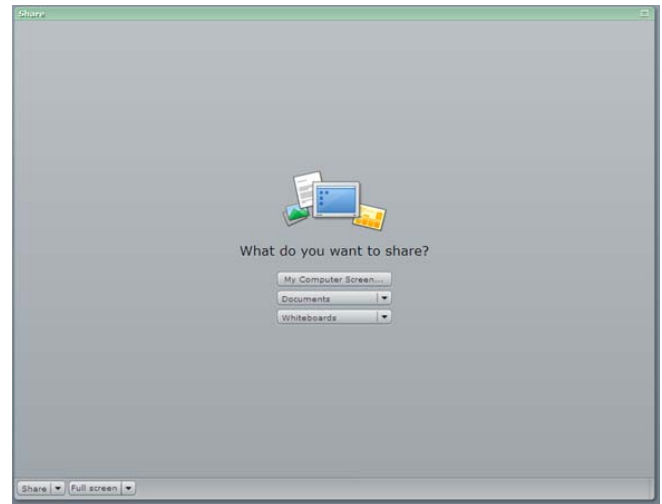 Share
What do you want to share?
My Computer Screen...
Documents
Whiteboards
Share
Full screen